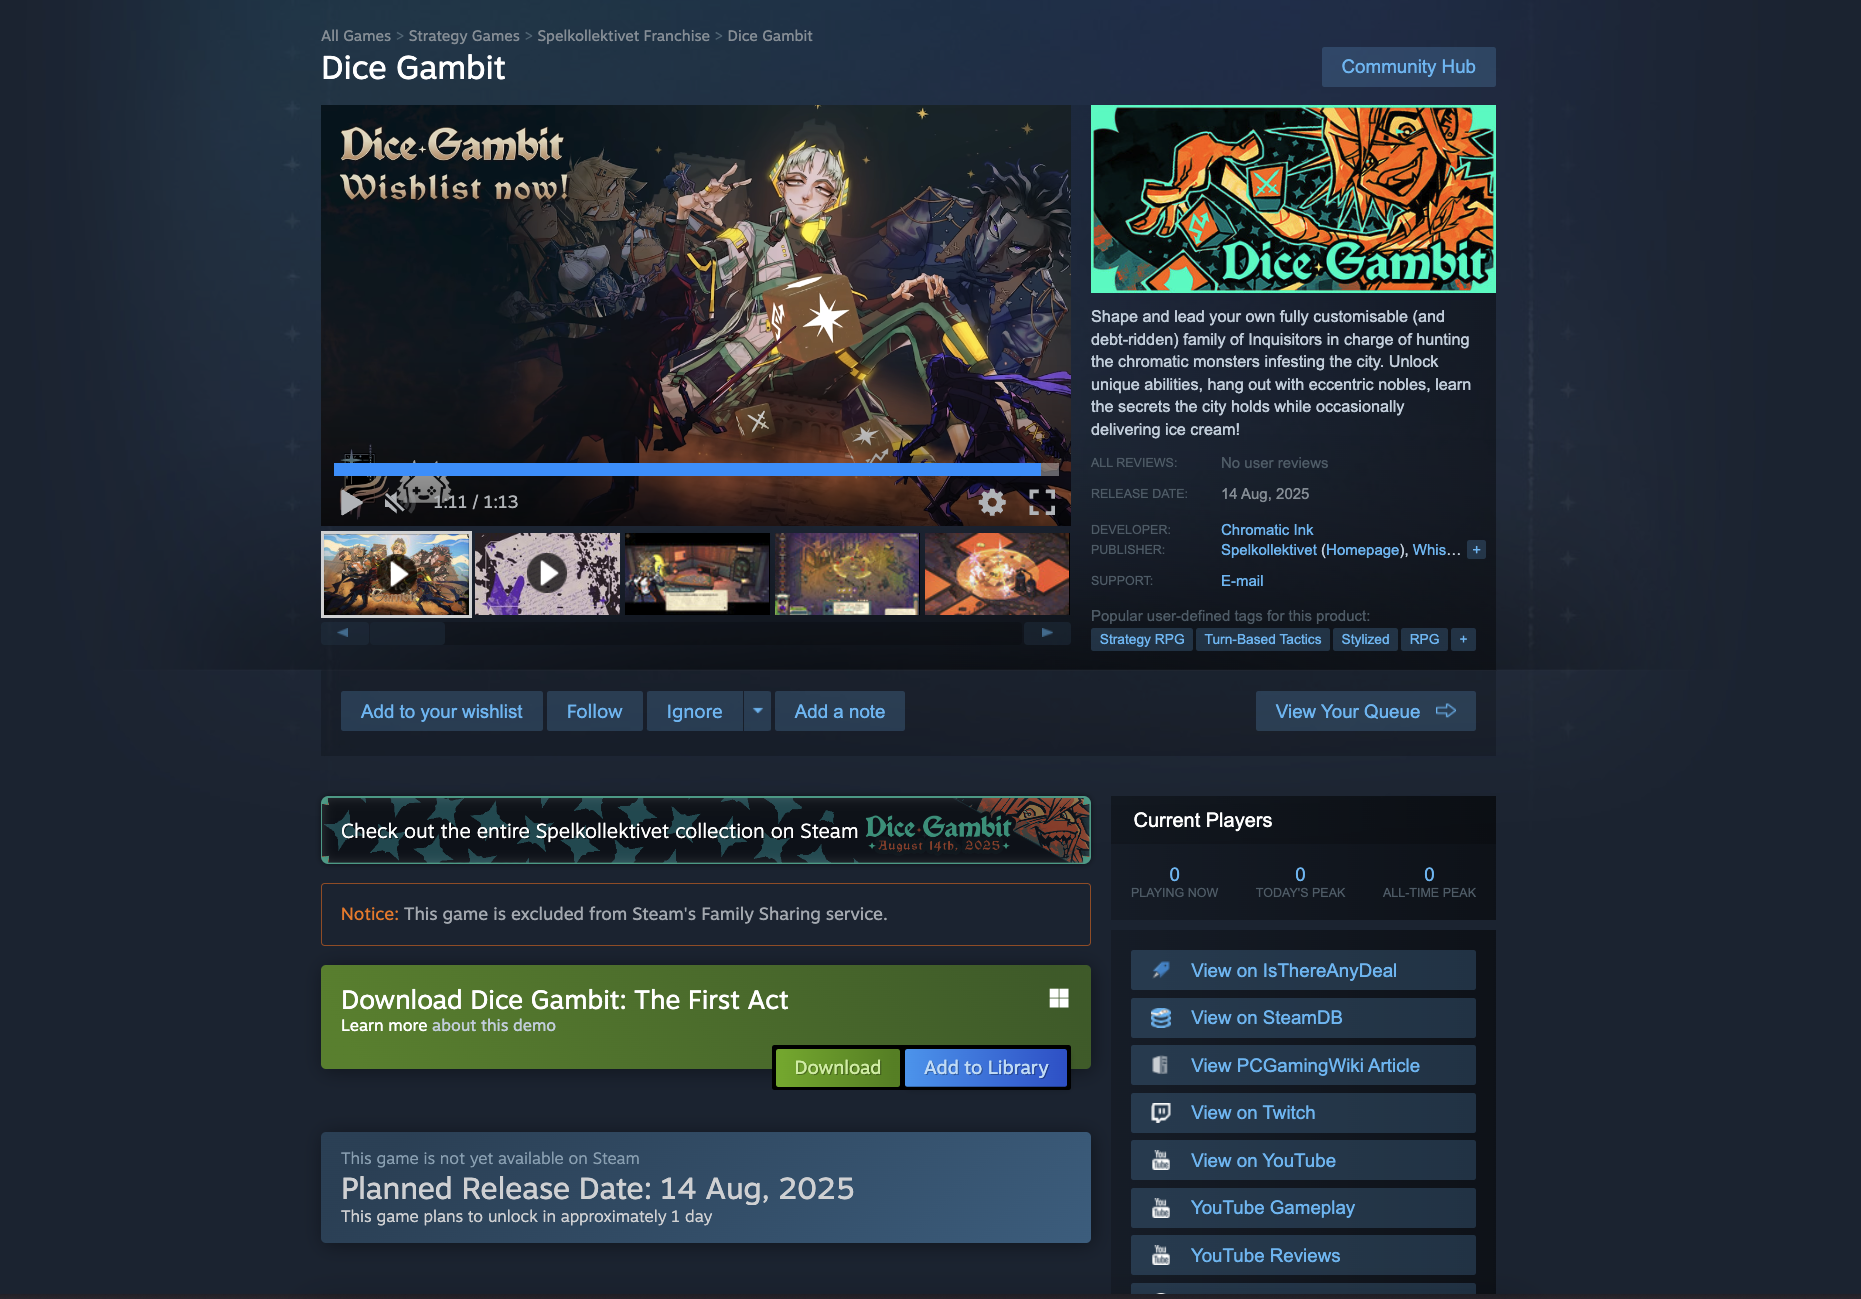 All Games > Strategy Games > Spelkollektivet Franchise > Dice Gambit
Dice Gambit
Community Hub
Dice Gambit
Wishlist now!
1:11 / 1:13
Dice Gambit
Shape and lead your own fully customisable (and
debt-ridden) family of Inquisitors in charge of hunting
the chromatic monsters infesting the city. Unlock
unique abilities, hang out with eccentric nobles, learn
the secrets the city holds while occasionally
delivering ice cream!
ALL REVIEWS: No user reviews
RELEASE DATE: 14 Aug, 2025
DEVELOPER: Chromatic Ink
PUBLISHER: Spelkollektivet (Homepage), Whis... +
SUPPORT: E-mail
Popular user-defined tags for this product:
Strategy RPG Turn-Based Tactics Stylized RPG +
Add to your wishlist Follow Ignore Add a note View Your Queue
Check out the entire Spelkollektivet collection on Steam
Dice Gambit
August 14th, 2025
Notice: This game is excluded from Steam's Family Sharing service.
Download Dice Gambit: The First Act
Learn more about this demo
Download Add to Library
This game is not yet available on Steam
Planned Release Date: 14 Aug, 2025
This game plans to unlock in approximately 1 day
Current Players
0 0 0
PLAYING NOW TODAY'S PEAK ALL-TIME PEAK
View on IsThereAnyDeal
View on SteamDB
View PCGamingWiki Article
View on Twitch
You Tube View on YouTube
You Tube YouTube Gameplay
You Tube YouTube Reviews